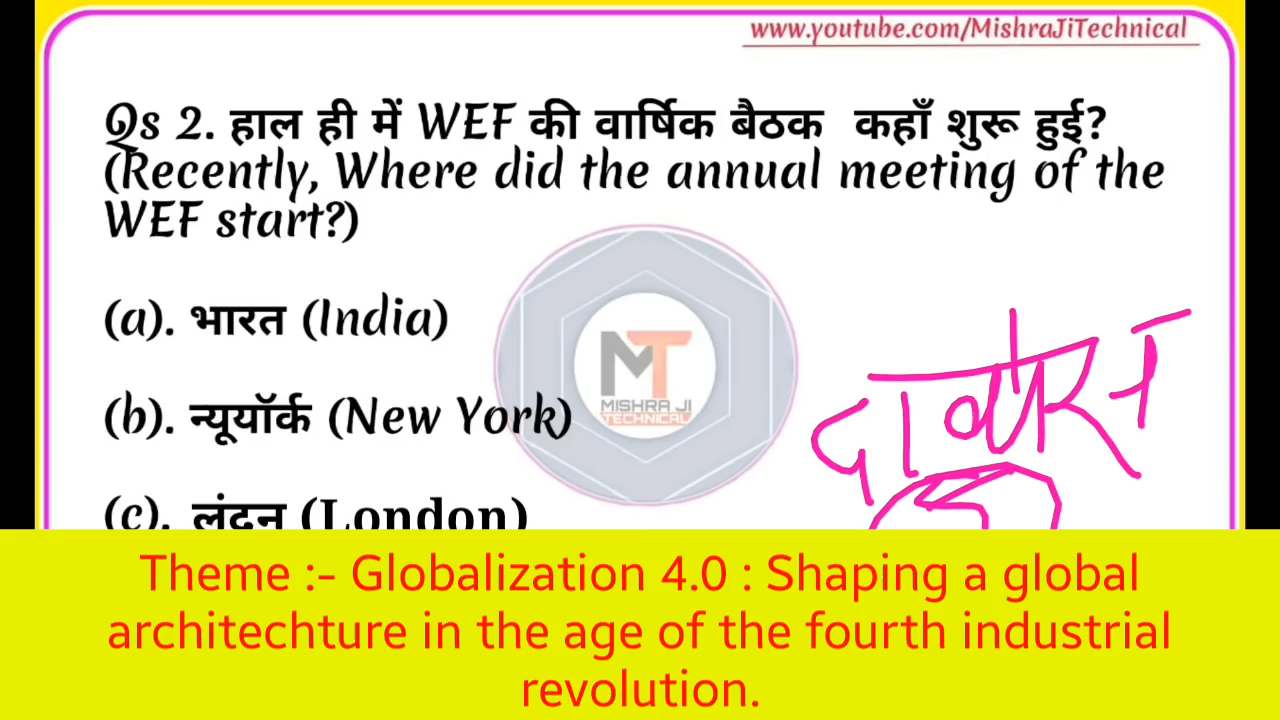 www.youtube.com/MishraJiTechnical
Qs 2. हाल ही में WEF की वार्षिक बैठक कहाँ शुरू हुई?
(Recently, Where did the annual meeting of the
WEF start?)
(a). भारत (India)
(b). न्यूयॉर्क (New York)
(c). लंदन (London)
MT
MISHRA JI
TECHNICAL
Theme :- Globalization 4.0 : Shaping a global
architechture in the age of the fourth industrial
revolution.